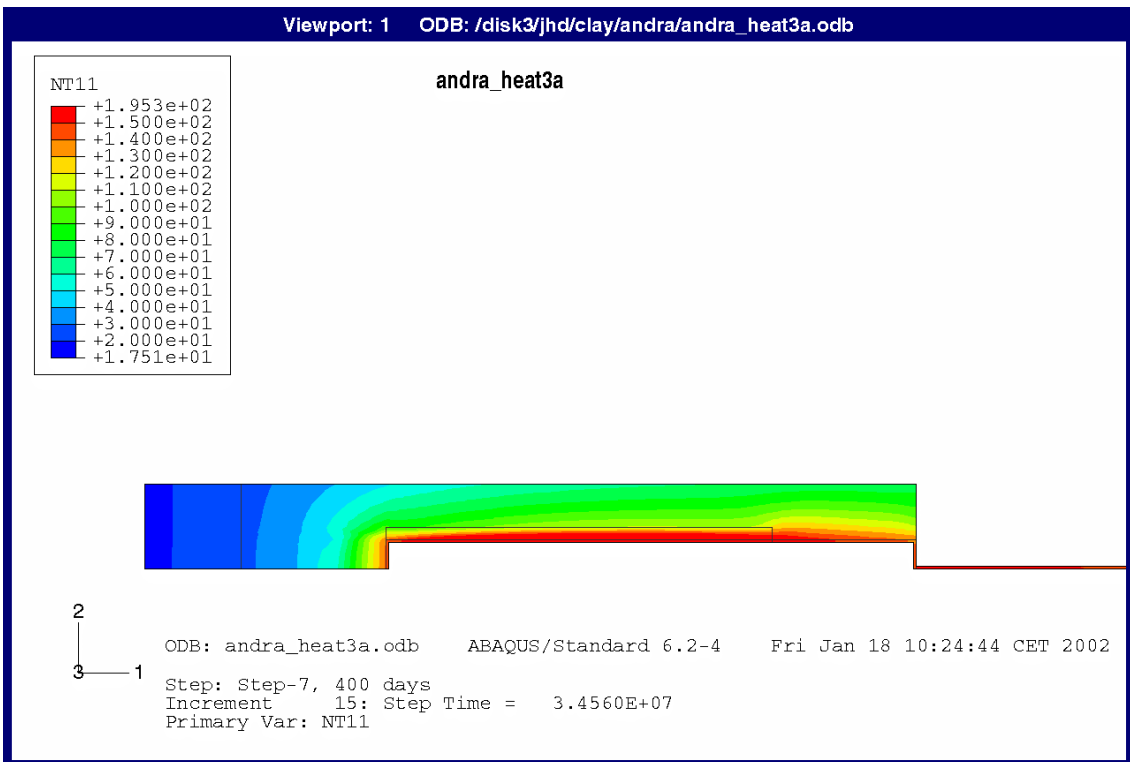 Viewport: 1 ODB: /disk3/jhd/clay/andra/andra_heat3a.odb
andra_heat3a
NT11
+1.953e+02
+1.500e+02
+1.400e+02
+1.300e+02
+1.200e+02
+1.100e+02
+1.000e+02
+9.000e+01
+8.000e+01
+7.000e+01
+6.000e+01
+5.000e+01
+4.000e+01
+3.000e+01
+2.000e+01
+1.751e+01
2
3 1
ODB: andra_heat3a.odb ABAQUS/Standard 6.2-4 Fri Jan 18 10:24:44 CET 2002
Step: Step-7, 400 days
Increment 15: Step Time = 3.4560E+07
Primary Var: NT11